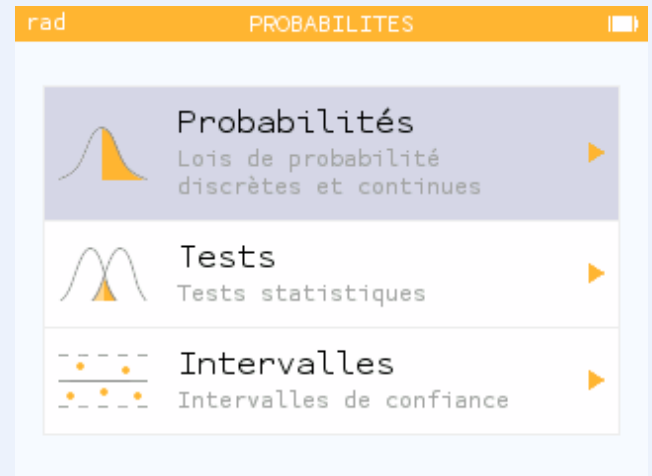 rad PROBABILITES
Probabilités
Lois de probabilité
discrètes et continues
Tests
Tests statistiques
Intervalles
Intervalles de confiance